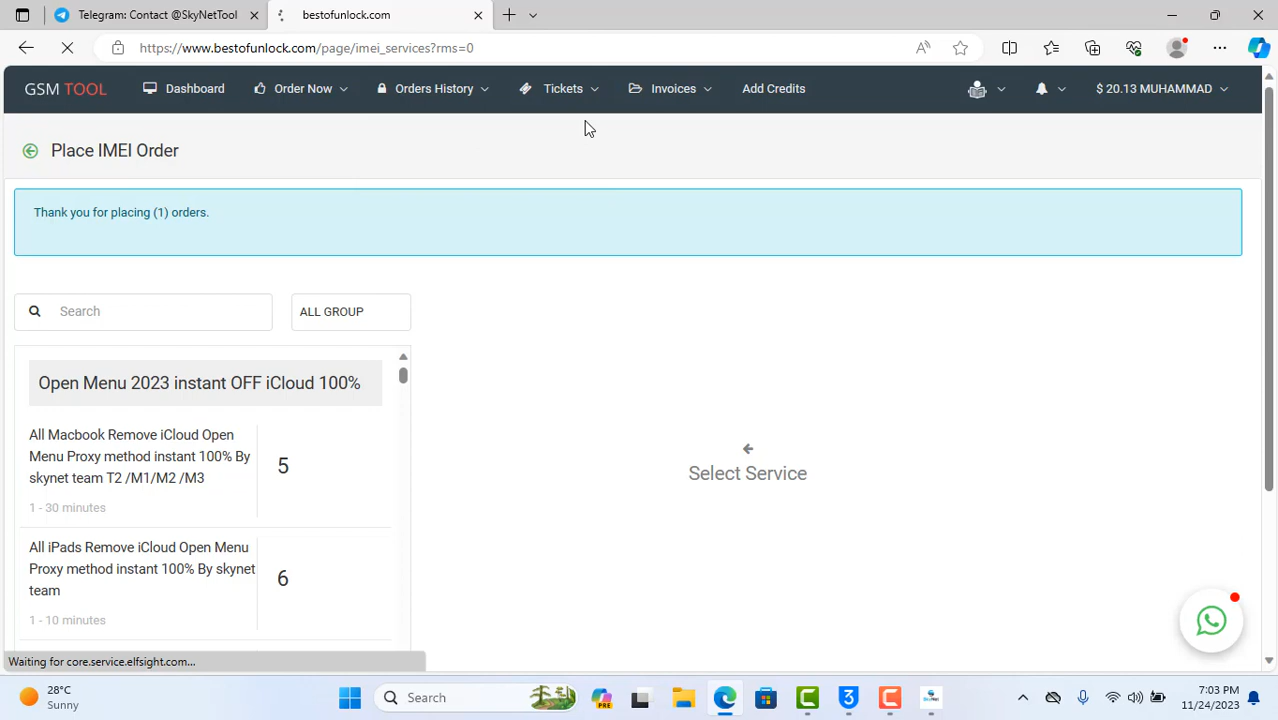 Telegram: Contact @SkyNetTool
bestofunlock.com
https://www.bestofunlock.com/page/imei_services?rms=0
GSM TOOL
Dashboard
Order Now
Orders History
Tickets
Invoices
Add Credits
$ 20.13 MUHAMMAD
Place IMEI Order
Thank you for placing (1) orders.
Search
ALL GROUP
Open Menu 2023 instant OFF iCloud 100%
All Macbook Remove iCloud Open
Menu Proxy method instant 100% By
skynet team T2 /M1/M2 /M3
5
1 - 30 minutes
All iPads Remove iCloud Open Menu
Proxy method instant 100% By skynet
team
6
1 - 10 minutes
Select Service
Waiting for core.service.elfsight.com...
28°C
Sunny
Search
PRE
7:03 PM
11/24/2023